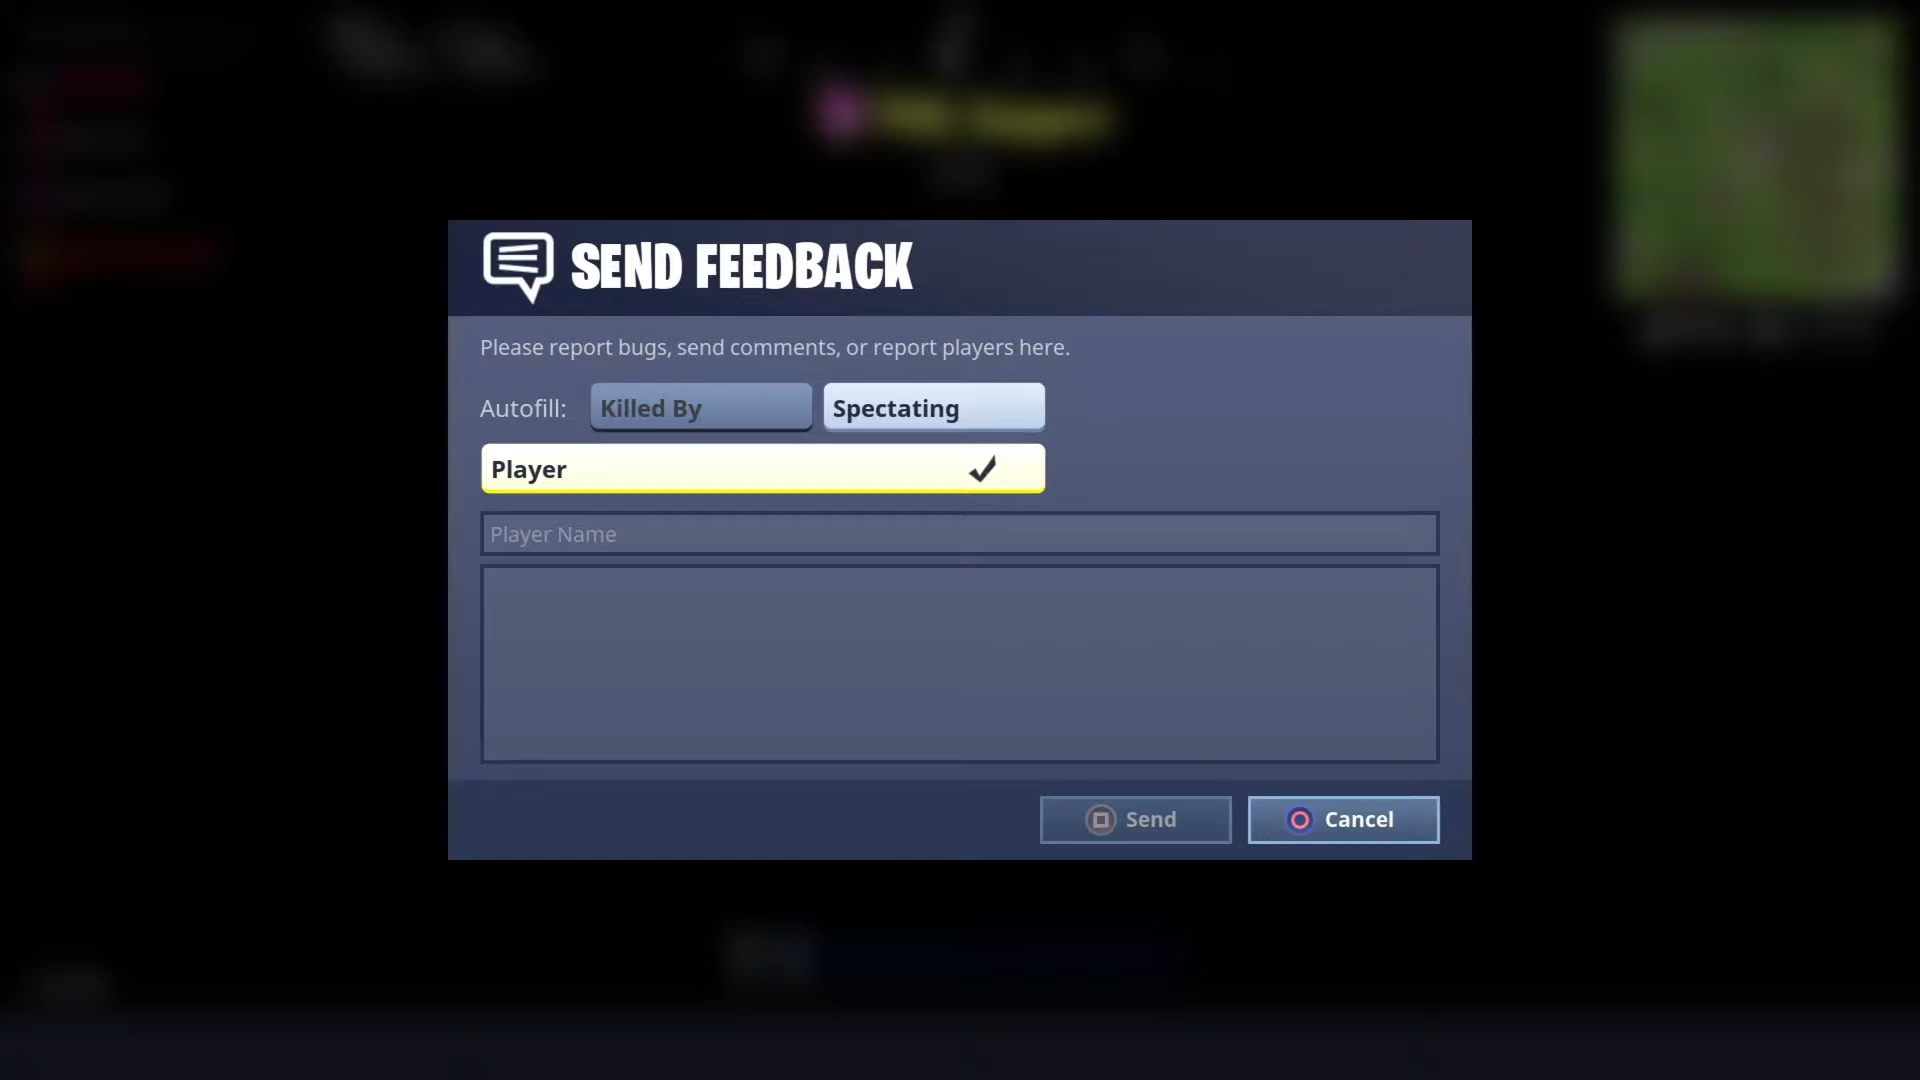 SEND FEEDBACK
Please report bugs, send comments, or report players here.
Autofill: Killed By Spectating
Player
Player Name
Send Cancel